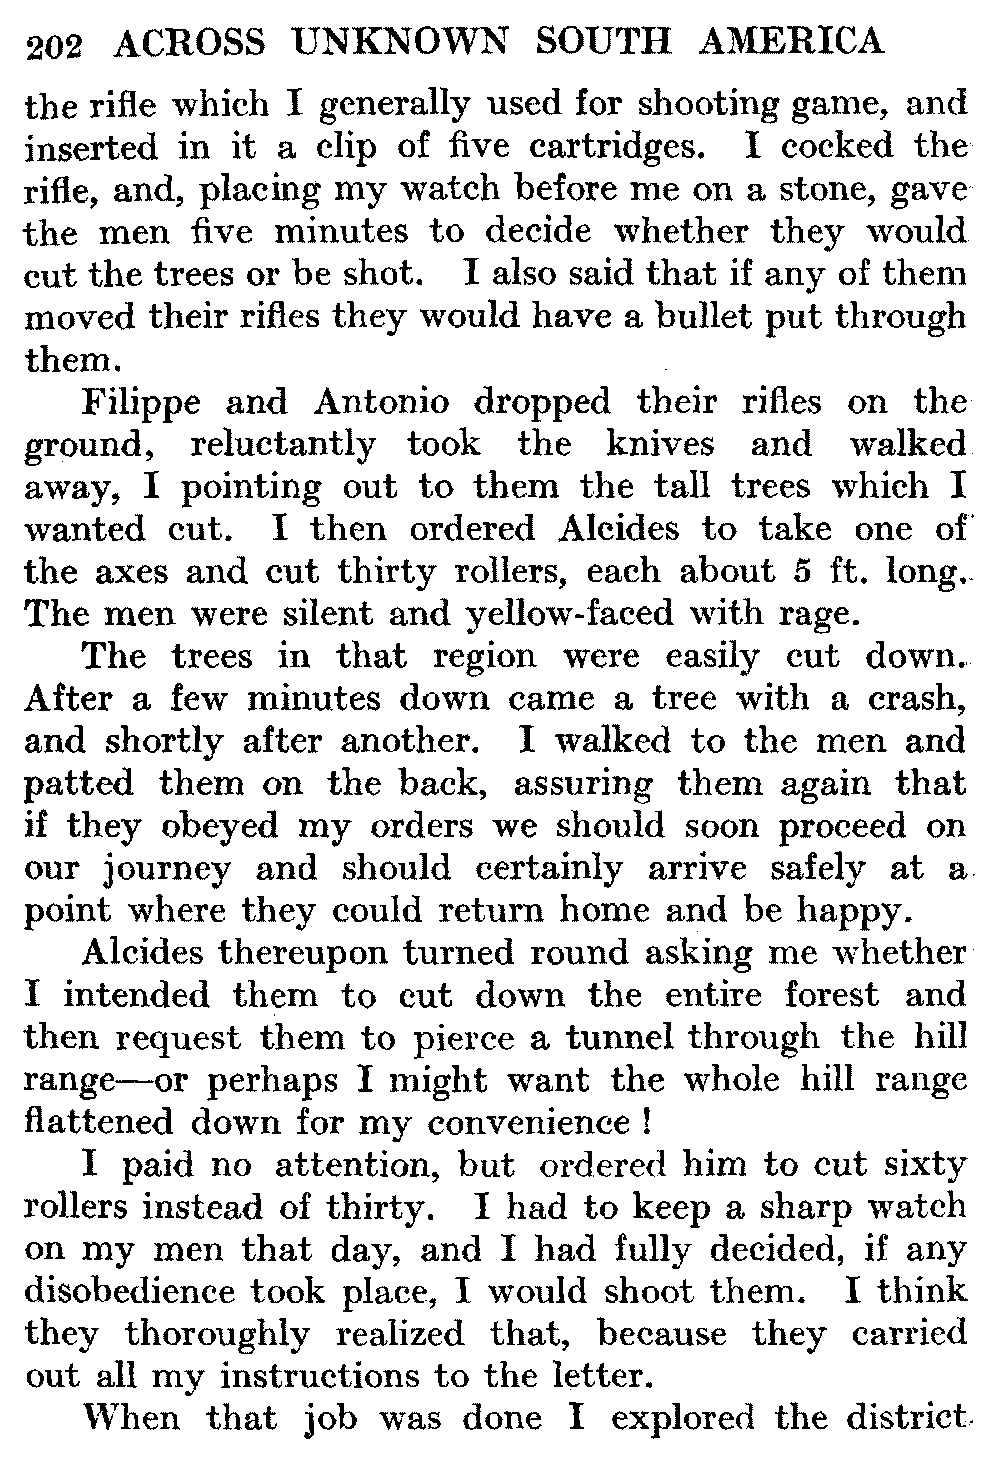 202 ACROSS UNKNOWN SOUTH AMERICA
the rifle which I generally used for shooting game, and
inserted in it a clip of five cartridges. I cocked the
rifle, and, placing my watch before me on a stone, gave
the men five minutes to decide whether they would
cut the trees or be shot. I also said that if any of them
moved their rifles they would have a bullet put through
them.
Filippe and Antonio dropped their rifles on the
ground, reluctantly took the knives and walked
away, I pointing out to them the tall trees which I
wanted cut. I then ordered Alcides to take one of
the axes and cut thirty rollers, each about 5 ft. long.
The men were silent and yellow-faced with rage.
The trees in that region were easily cut down.
After a few minutes down came a tree with a crash,
and shortly after another. I walked to the men and
patted them on the back, assuring them again that
if they obeyed my orders we should soon proceed on
our journey and should certainly arrive safely at a
point where they could return home and be happy.
Alcides thereupon turned round asking me whether
I intended them to cut down the entire forest and
then request them to pierce a tunnel through the hill
range—or perhaps I might want the whole hill range
flattened down for my convenience !
I paid no attention, but ordered him to cut sixty
rollers instead of thirty. I had to keep a sharp watch
on my men that day, and I had fully decided, if any
disobedience took place, I would shoot them. I think
they thoroughly realized that, because they carried
out all my instructions to the letter.
When that job was done I explored the district